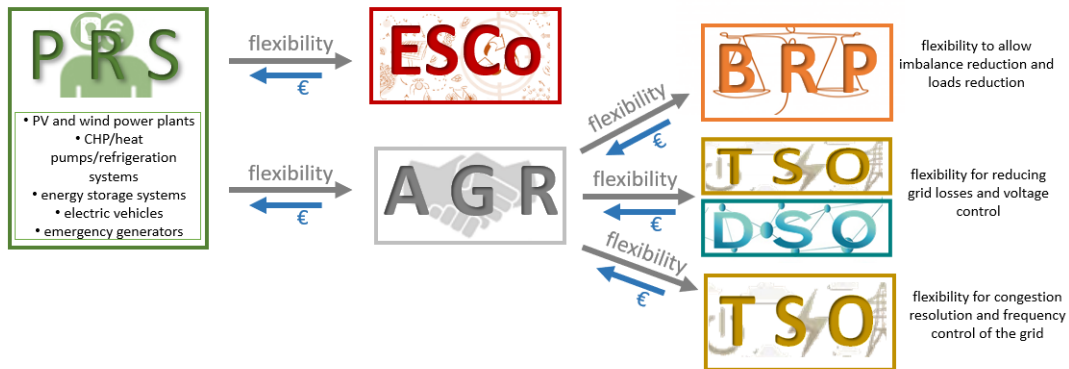 P R S
• PV and wind power plants
• CHP/heat
pumps/refrigeration
systems
• energy storage systems
• electric vehicles
• emergency generators
flexibility
€
ESCo
flexibility
€
AGR
flexibility
€
BRP
flexibility to allow
imbalance reduction and
loads reduction
flexibility
€
TSO
DSO
flexibility for reducing
grid losses and voltage
control
flexibility
€
TSO
flexibility for congestion
resolution and frequency
control of the grid